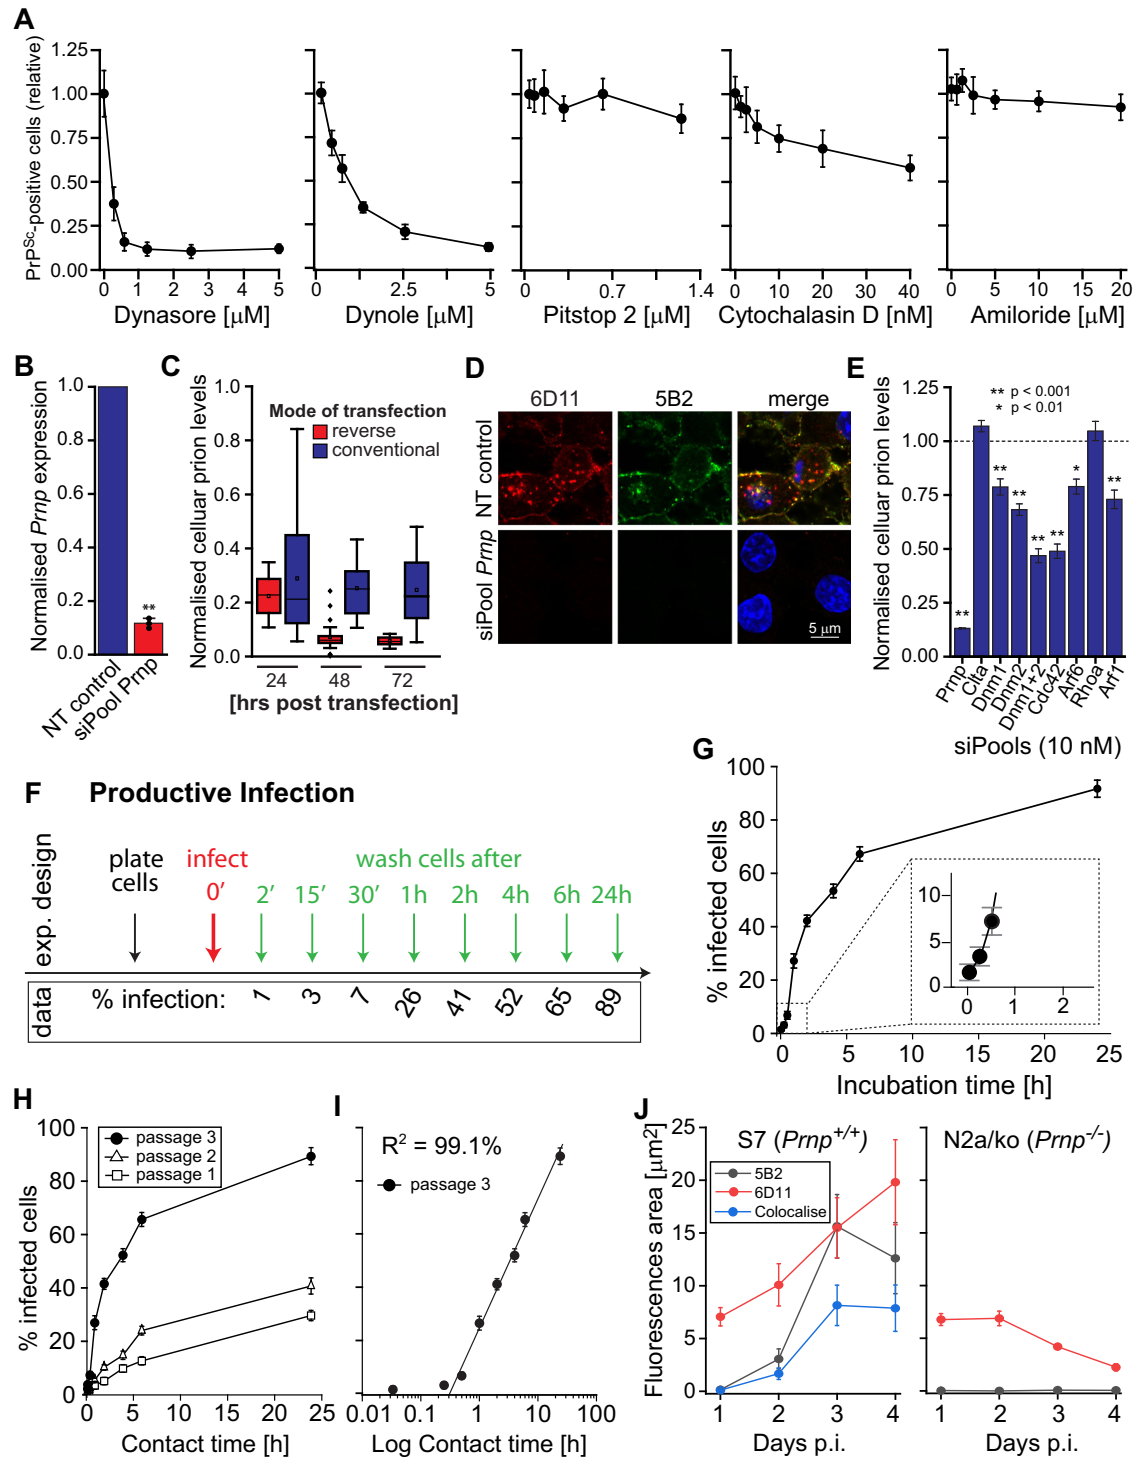 A
PrPSc-positive cells (relative)
1.25
1.00
0.75
0.50
0.25
0.00
0 1 2 3 4 5
Dynasore [μM]
0 2.5 5
Dynole [μM]
0 0.7 1.4
Pitstop 2 [μM]
0 10 20 30 40
Cytochalasin D [nM]
0 5 10 15 20
Amiloride [μM]
B
Normalised Prnp expression
1.0
0.8
0.6
0.4
0.2
0.0
**
NT control
siPool Prnp
C
Normalised celluar prion levels
1.0
0.8
0.6
0.4
0.2
0.0
Mode of transfection
reverse
conventional
24 48 72
[hrs post transfection]
D
6D11 5B2 merge
NT control
siPool Prnp
5 μm
E
Normalised celluar prion levels
1.25
1.00
0.75
0.50
0.25
0.00
** p < 0.001
* p < 0.01
** ** ** ** ** * **
Prnp
Clta
Dnm1
Dnm2
Dnm1+2
Cdc42
Arf6
Rhoa
Arf1
siPools (10 nM)
F Productive Infection
exp. design
plate cells
infect
0'
wash cells after
2' 15' 30' 1h 2h 4h 6h 24h
data
% infection: 1 3 7 26 41 52 65 89
G
% infected cells
100
80
60
40
20
0
0 5 10 15 20 25
Incubation time [h]
10
5
0
0 1 2
H
% infected cells
100
80
60
40
20
0
passage 3
passage 2
passage 1
0 5 10 15 20 25
Contact time [h]
I
R2 = 99.1%
passage 3
0.01 0.1 1 10 100
Log Contact time [h]
J
Fluorescences area [μm2]
25
20
15
10
5
0
S7 (Prnp+/+)
5B2
6D11
Colocalise
1 2 3 4
Days p.i.
N2a/ko (Prnp-/-)
1 2 3 4
Days p.i.